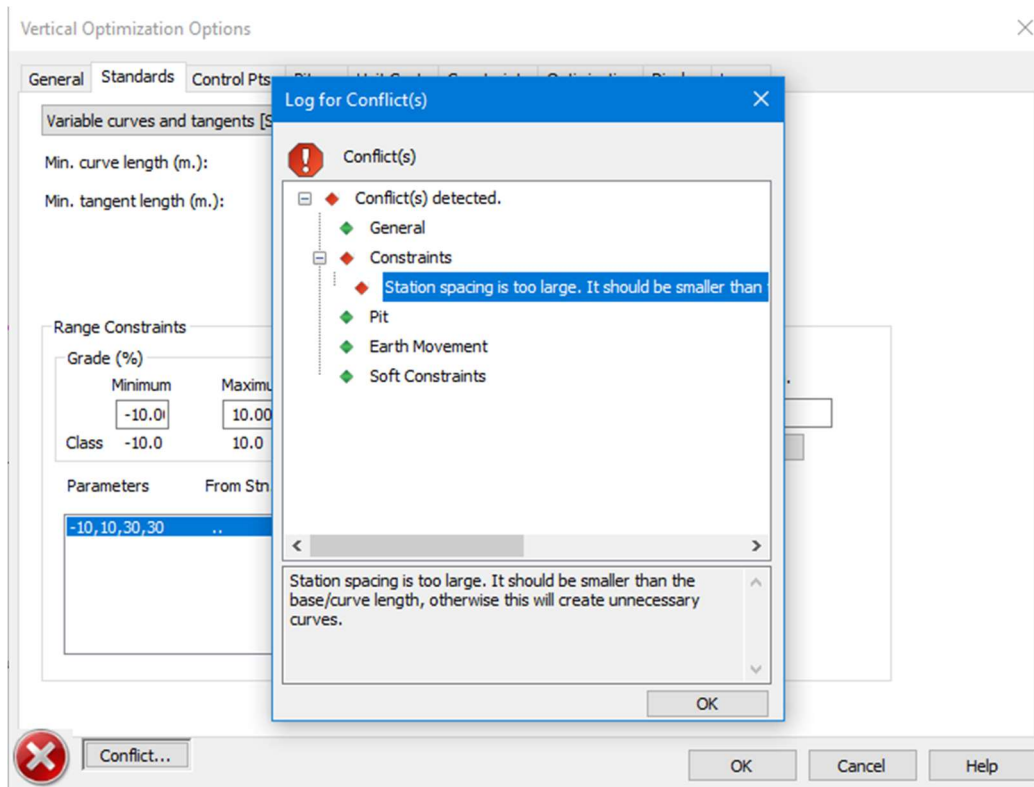 Vertical Optimization Options
General Standards Control Pts
Variable curves and tangents [S
Min. curve length (m.):
Min. tangent length (m.):
Range Constraints
Grade (%)
Minimum Maximu
-10.0 10.00
Class -10.0 10.0
Parameters From Stn
-10,10,30,30 ..
Log for Conflict(s)
Conflict(s)
Conflict(s) detected.
General
Constraints
Station spacing is too large. It should be smaller than
Pit
Earth Movement
Soft Constraints
Station spacing is too large. It should be smaller than the
base/curve length, otherwise this will create unnecessary
curves.
OK
Conflict...
OK Cancel Help